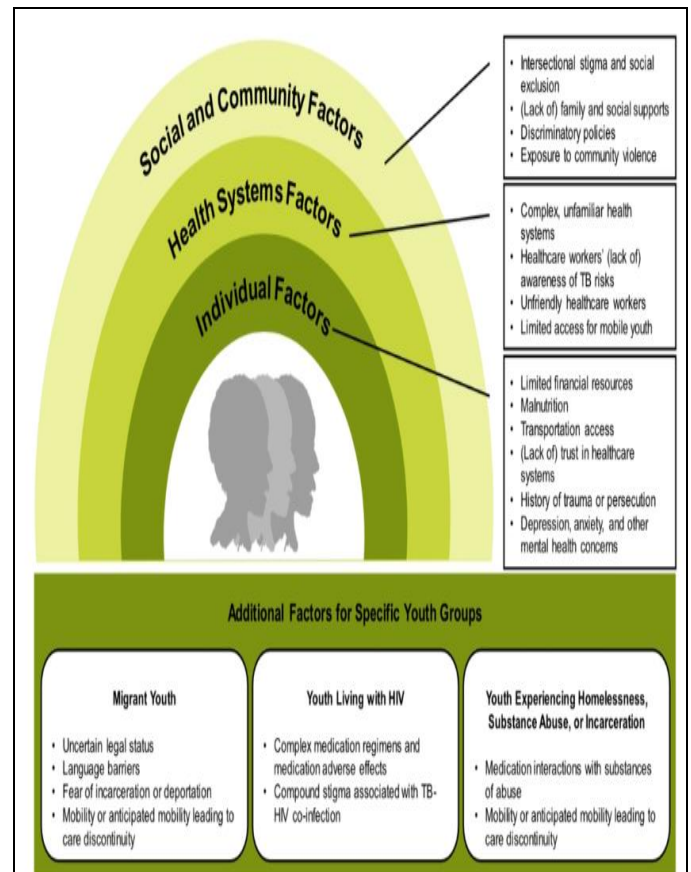 Social and Community Factors
Health Systems Factors
Individual Factors
• Intersectional stigma and social
exclusion
• (Lack of) family and social supports
• Discriminatory policies
• Exposure to community violence
• Complex, unfamiliar health
systems
• Healthcare workers' (lack of)
awareness of TB risks
• Unfriendly healthcare workers
• Limited access for mobile youth
• Limited financial resources
• Malnutrition
• Transportation access
• (Lack of) trust in healthcare
systems
• History of trauma or persecution
• Depression, anxiety, and other
mental health concerns
Additional Factors for Specific Youth Groups
Migrant Youth
• Uncertain legal status
• Language barriers
• Fear of incarceration or deportation
• Mobility or anticipated mobility leading to
care discontinuity
Youth Living with HIV
• Complex medication regimens and
medication adverse effects
• Compound stigma associated with TB-
HIV co-infection
Youth Experiencing Homelessness,
Substance Abuse, or Incarceration
• Medication interactions with substances
of abuse
• Mobility or anticipated mobility leading to
care discontinuity